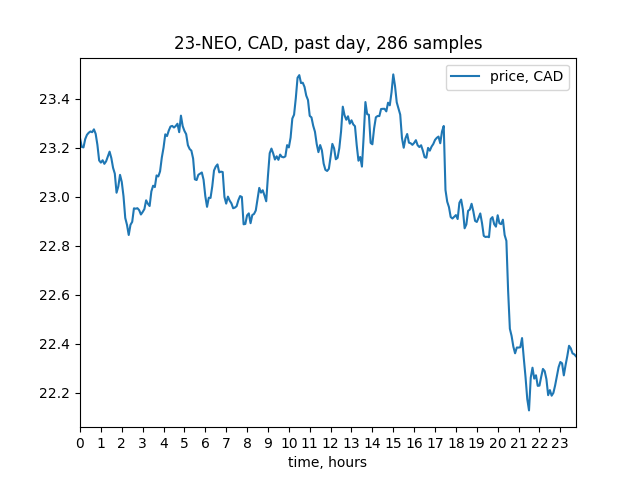 23-NEO, CAD, past day, 286 samples
price, CAD
23.4
23.2
23.0
22.8
22.6
22.4
22.2
0 1 2 3 4 5 6 7 8 9 10 11 12 13 14 15 16 17 18 19 20 21 22 23
time, hours